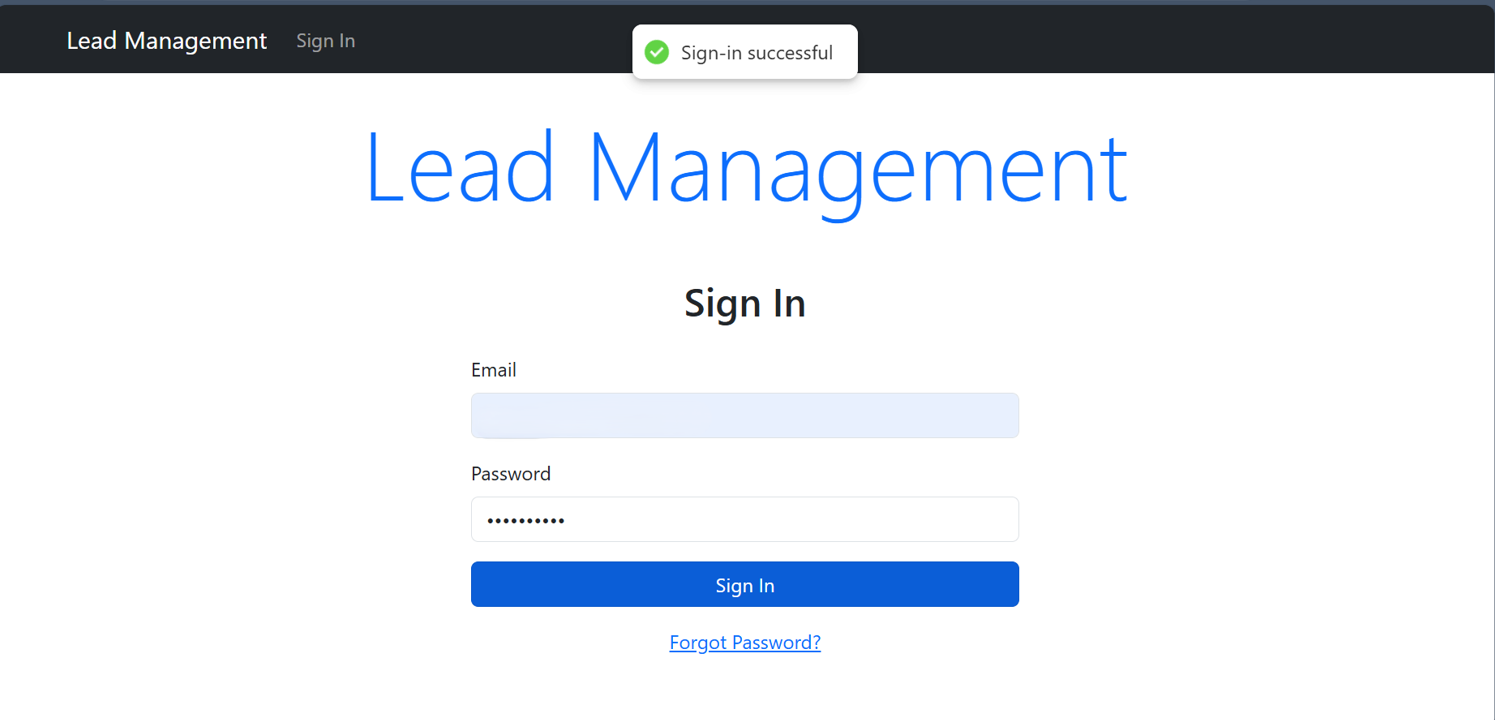 Lead Management Sign In
Sign-in successful
Lead Management
Sign In
Email
Password
••••••••••
Sign In
Forgot Password?